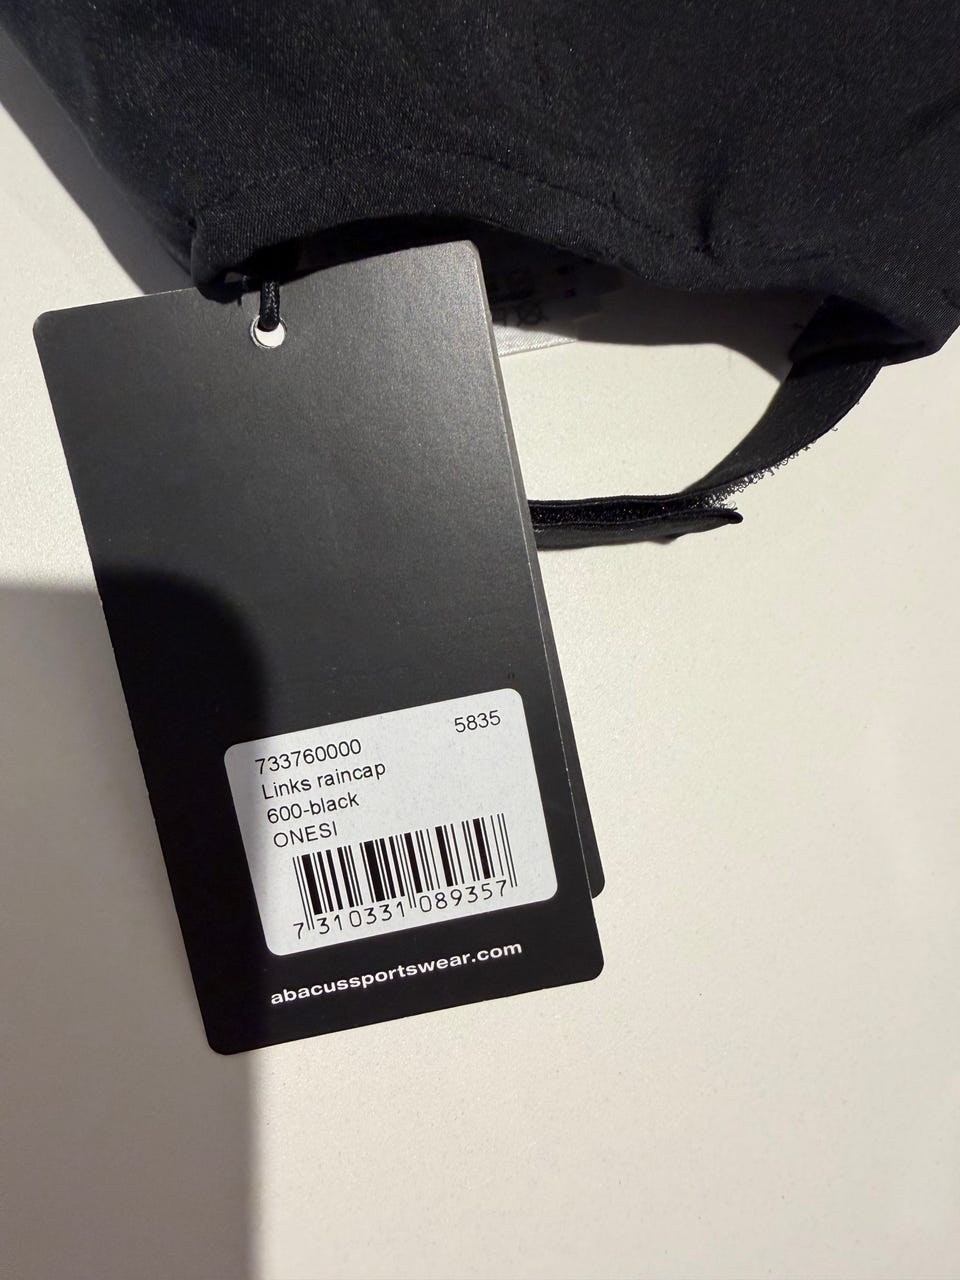 733760000 5835
Links raincap
600-black
ONESI
7 310331 089357
abacussportswear.com